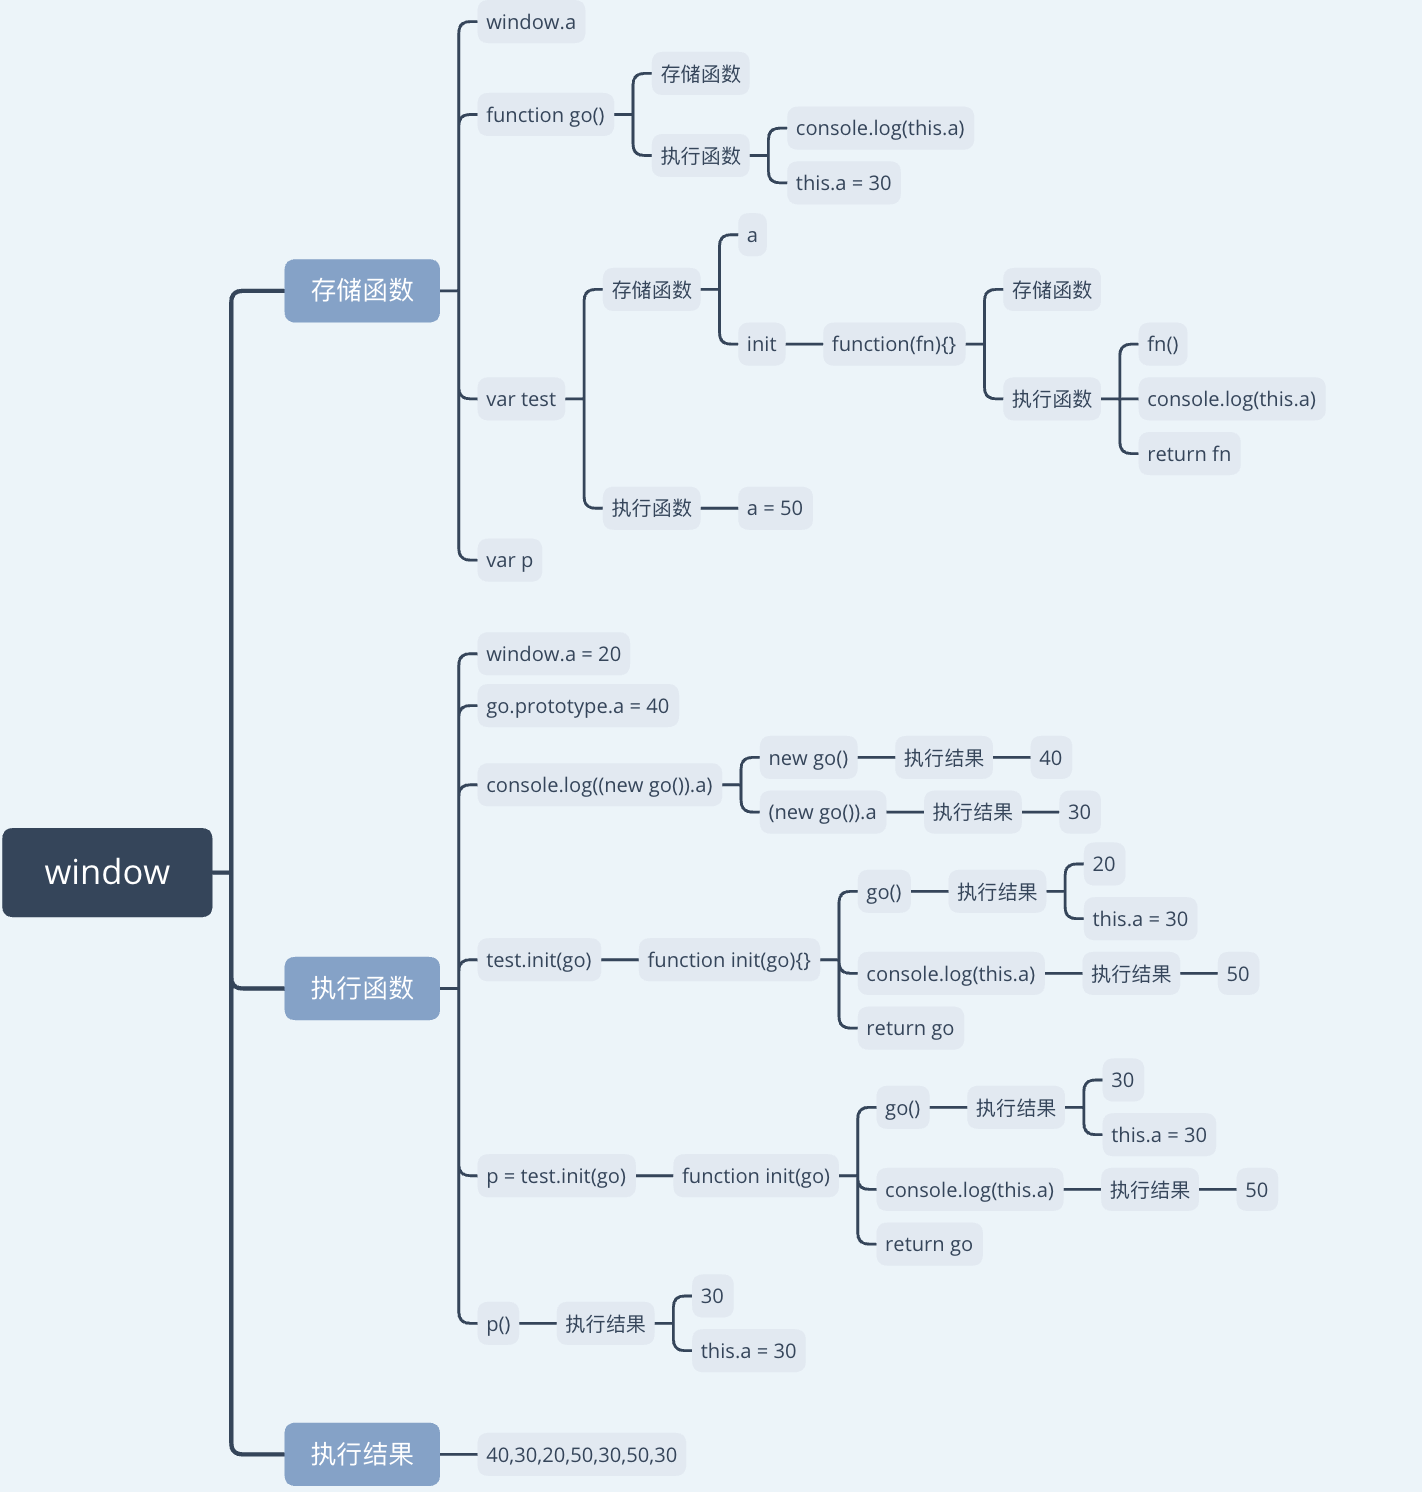 window
存储函数
window.a
function go()
存储函数
执行函数
console.log(this.a)
this.a = 30
var test
存储函数
a
init
function(fn){}
存储函数
执行函数
fn()
console.log(this.a)
return fn
执行函数
a = 50
var p
执行函数
window.a = 20
go.prototype.a = 40
console.log((new go()).a)
new go()
执行结果
40
(new go()).a
执行结果
30
test.init(go)
function init(go){}
go()
执行结果
20
this.a = 30
console.log(this.a)
执行结果
50
return go
p = test.init(go)
function init(go)
go()
执行结果
30
this.a = 30
console.log(this.a)
执行结果
50
return go
p()
执行结果
30
this.a = 30
执行结果
40,30,20,50,30,50,30